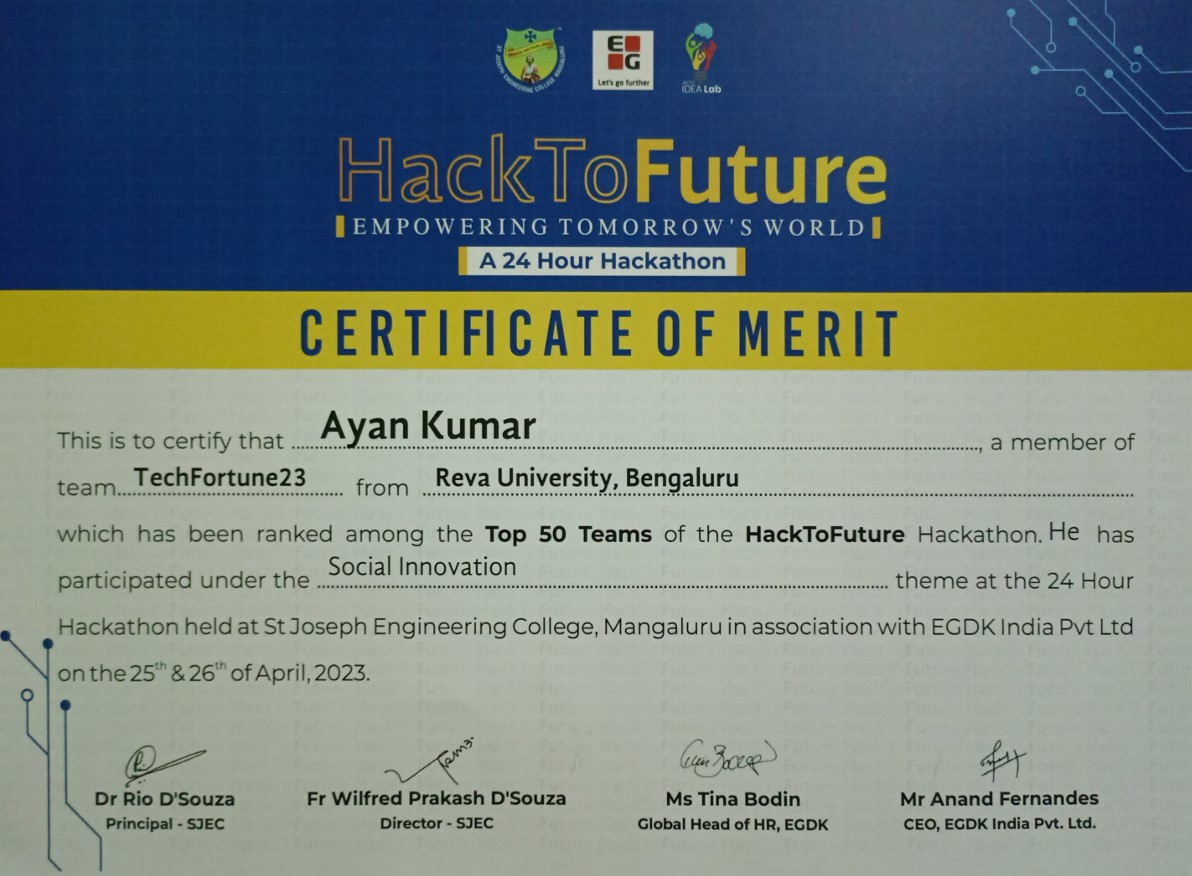 ST JOSEPH ENGINEERING COLLEGE, MANGALURU
EG
Let's go further
IDEA Lab
HackToFuture
EMPOWERING TOMORROW'S WORLD
A 24 Hour Hackathon
CERTIFICATE OF MERIT
This is to certify that Ayan Kumar, a member of
team TechFortune23 from Reva University, Bengaluru
which has been ranked among the Top 50 Teams of the HackToFuture Hackathon. He has
participated under the Social Innovation theme at the 24 Hour
Hackathon held at St Joseph Engineering College, Mangaluru in association with EGDK India Pvt Ltd
on the 25th & 26th of April, 2023.
Dr Rio D'Souza
Principal - SJEC
Fr Wilfred Prakash D'Souza
Director - SJEC
Ms Tina Bodin
Global Head of HR, EGDK
Mr Anand Fernandes
CEO, EGDK India Pvt. Ltd.